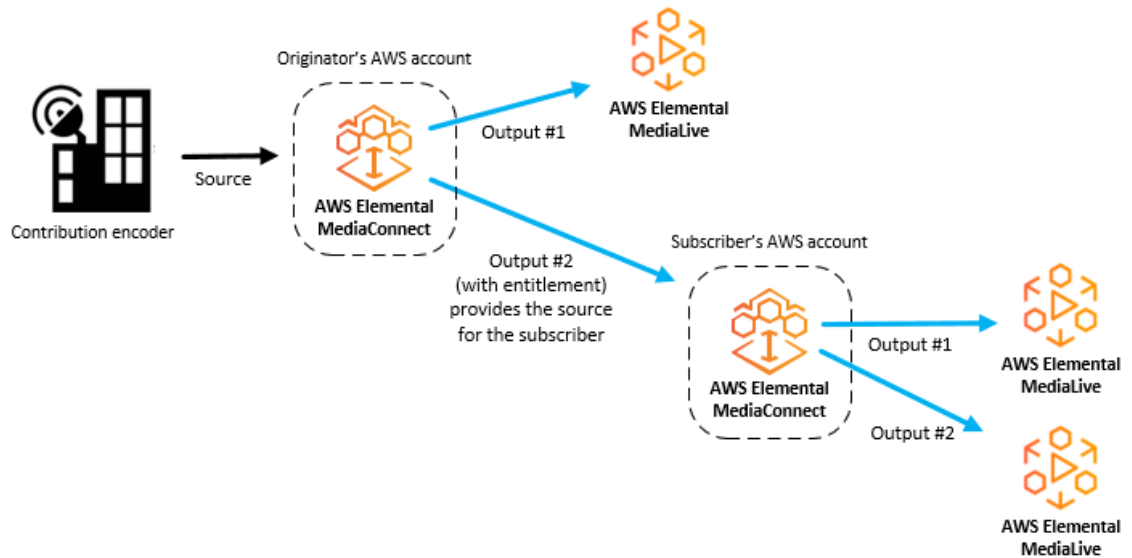 Originator's AWS account
AWS Elemental
MediaLive
Output #1
Source
Contribution encoder
AWS Elemental
MediaConnect
Output #2
(with entitlement)
provides the source
for the subscriber
Subscriber's AWS account
AWS Elemental
MediaConnect
Output #1
AWS Elemental
MediaLive
Output #2
AWS Elemental
MediaLive